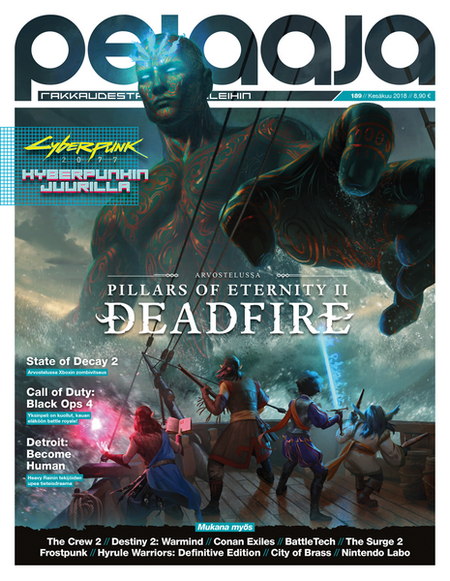 pelaaja
RAKKAUDESTA PELEIHIN
189 // Kesäkuu 2018 // 8,90 €
Cyberpunk
2077
KYBERPUNKIN
JUURILLA
ARVOSTELUSSA
PILLARS OF ETERNITY II
DEADFIRE
State of Decay 2
Arvostelussa Xboxin zombivitseus
Call of Duty:
Black Ops 4
Yksinpeli on kuollut, kauan
eläköön battle royale!
Detroit:
Become
Human
Heavy Rainin tekijöiden
upea tieteisdraama
Mukana myös
The Crew 2 // Destiny 2: Warmind // Conan Exiles // BattleTech // The Surge 2
Frostpunk // Hyrule Warriors: Definitive Edition // City of Brass // Nintendo Labo